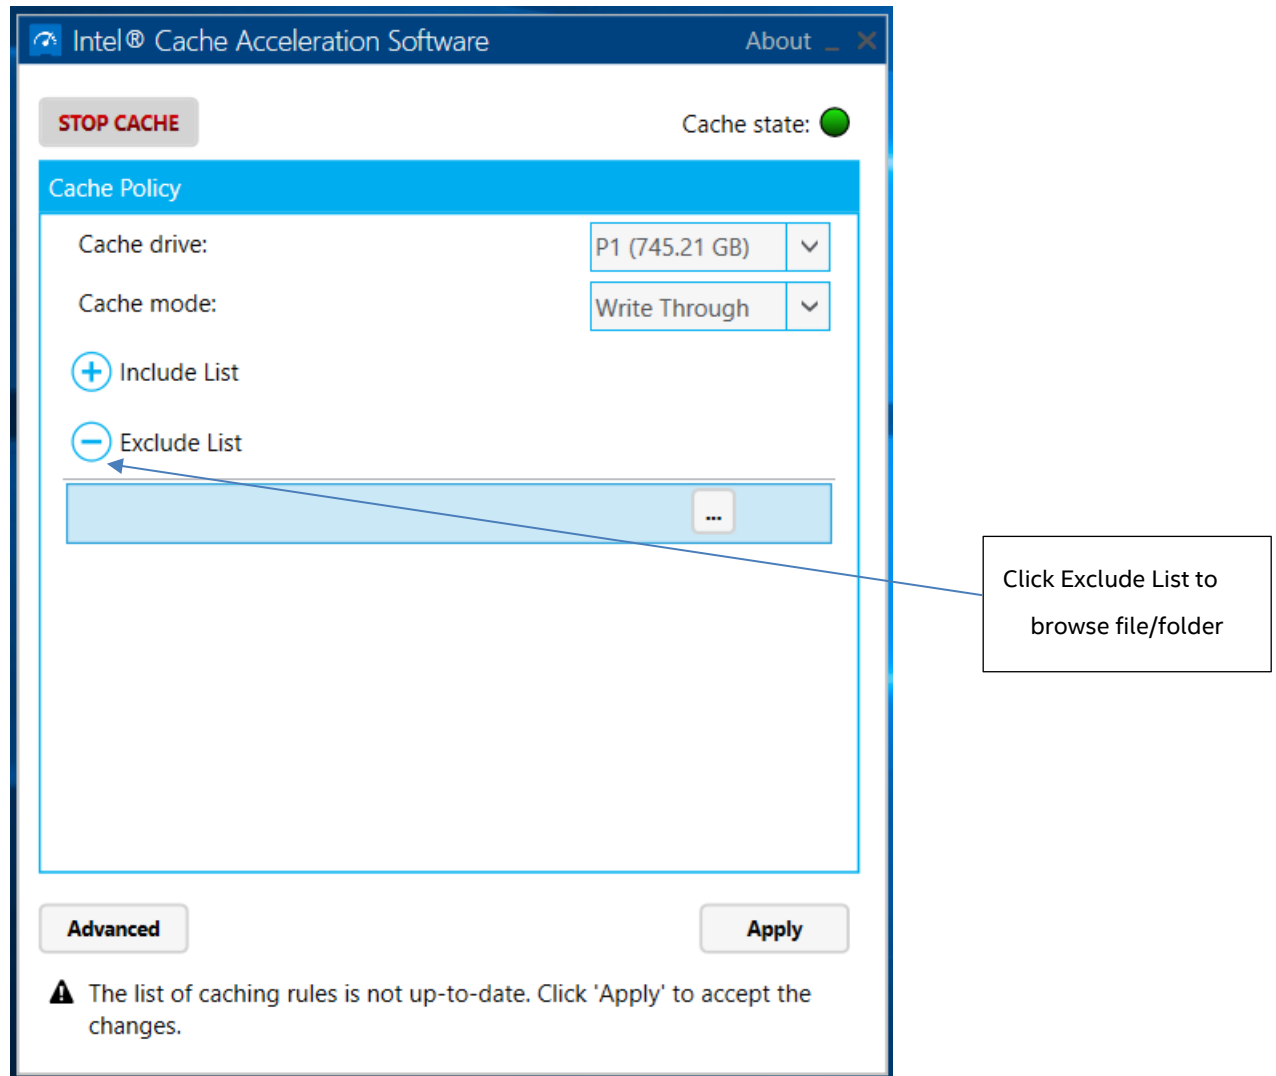 Intel® Cache Acceleration Software About
STOP CACHE Cache state:
Cache Policy
Cache drive: P1 (745.21 GB)
Cache mode: Write Through
Include List
Exclude List
...
Click Exclude List to
browse file/folder
Advanced Apply
The list of caching rules is not up-to-date. Click 'Apply' to accept the
changes.